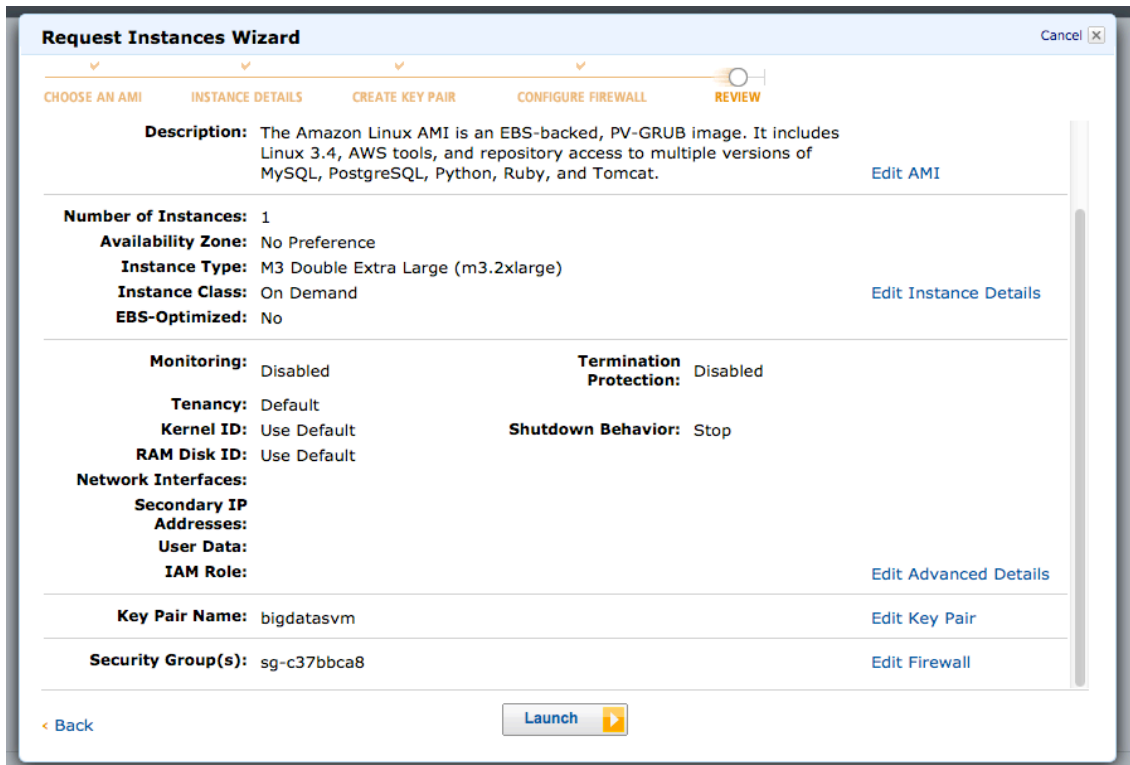 Request Instances Wizard
Cancel
CHOOSE AN AMI INSTANCE DETAILS CREATE KEY PAIR CONFIGURE FIREWALL REVIEW
Description: The Amazon Linux AMI is an EBS-backed, PV-GRUB image. It includes
Linux 3.4, AWS tools, and repository access to multiple versions of
MySQL, PostgreSQL, Python, Ruby, and Tomcat. Edit AMI
Number of Instances: 1
Availability Zone: No Preference
Instance Type: M3 Double Extra Large (m3.2xlarge)
Instance Class: On Demand Edit Instance Details
EBS-Optimized: No
Monitoring: Disabled
Termination
Protection: Disabled
Tenancy: Default
Kernel ID: Use Default Shutdown Behavior: Stop
RAM Disk ID: Use Default
Network Interfaces:
Secondary IP
Addresses:
User Data:
IAM Role: Edit Advanced Details
Key Pair Name: bigdatasvm Edit Key Pair
Security Group(s): sg-c37bbca8 Edit Firewall
< Back Launch